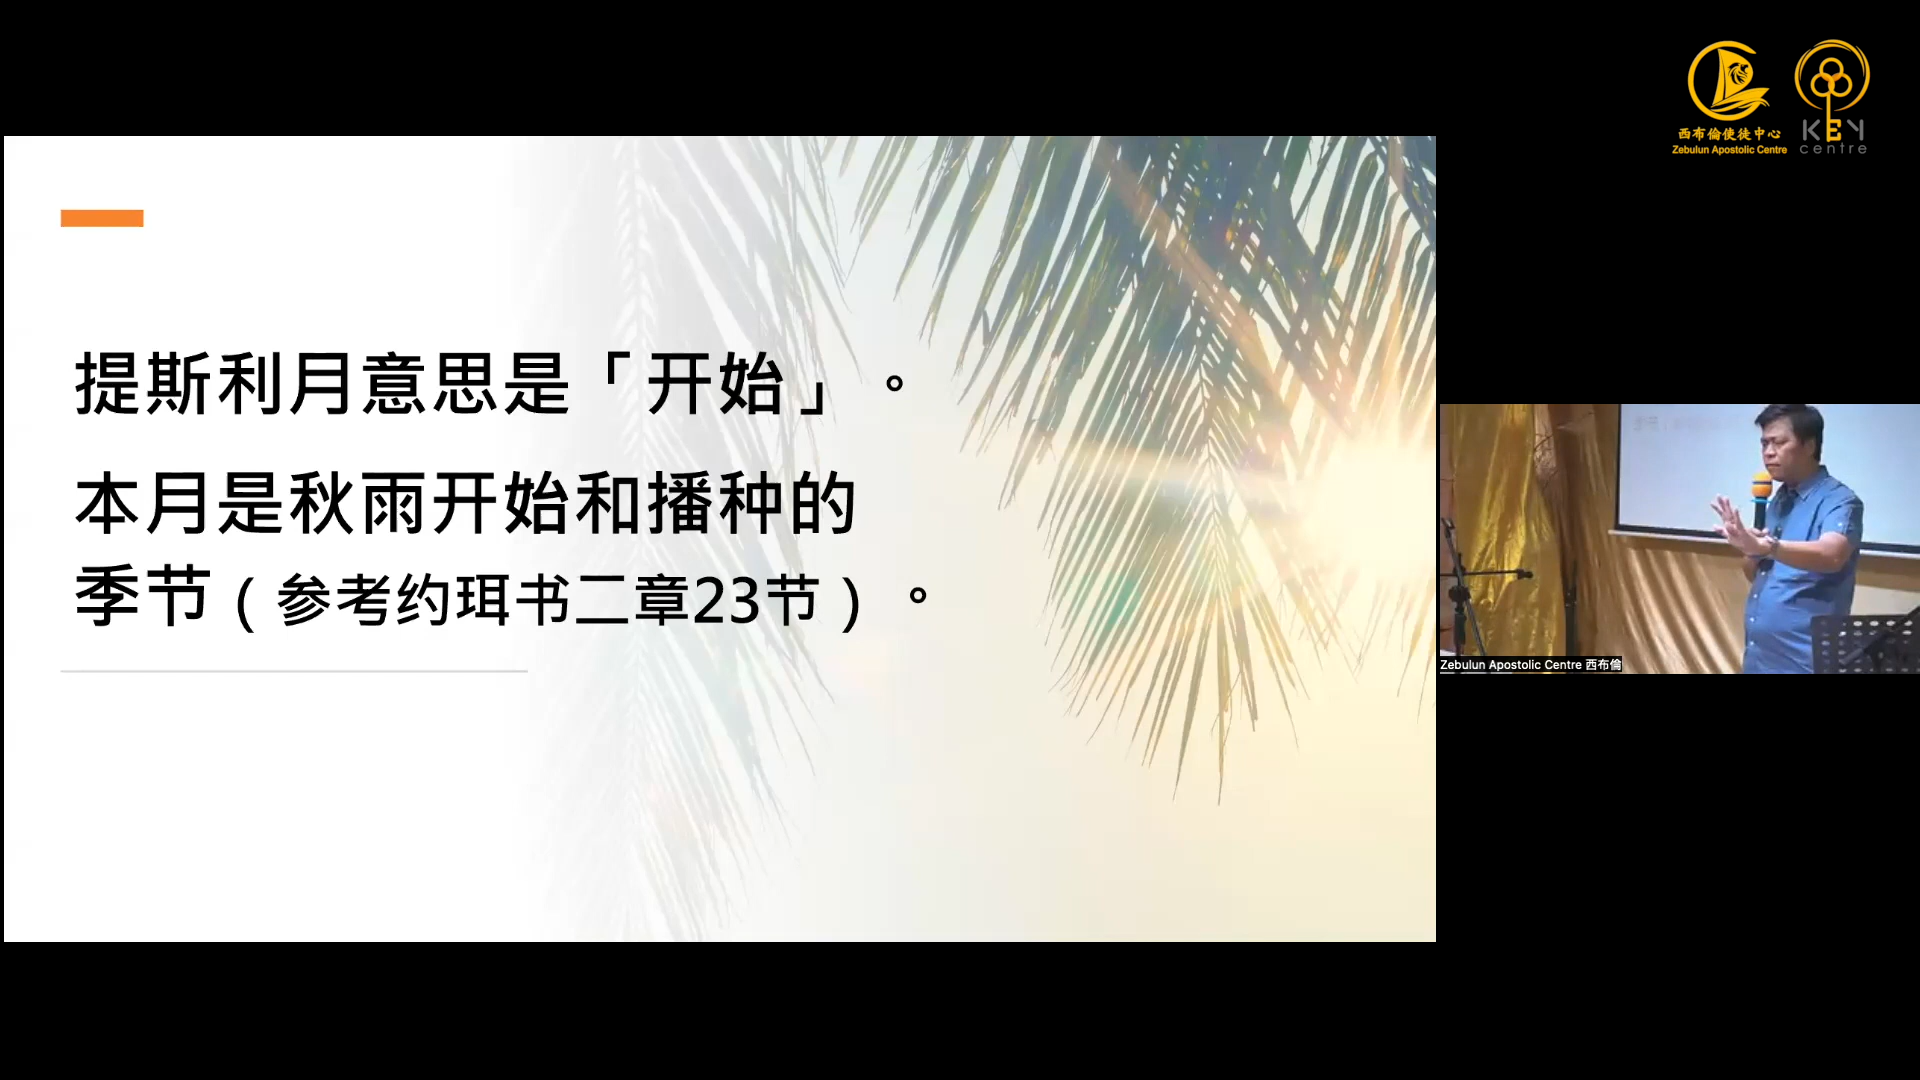 提斯利月意思是「开始」。
本月是秋雨开始和播种的
季节（参考约珥书二章23节）。
西布倫使徒中心
Zebulun Apostolic Centre
KEY
centre
Zebulun Apostolic Centre 西布倫